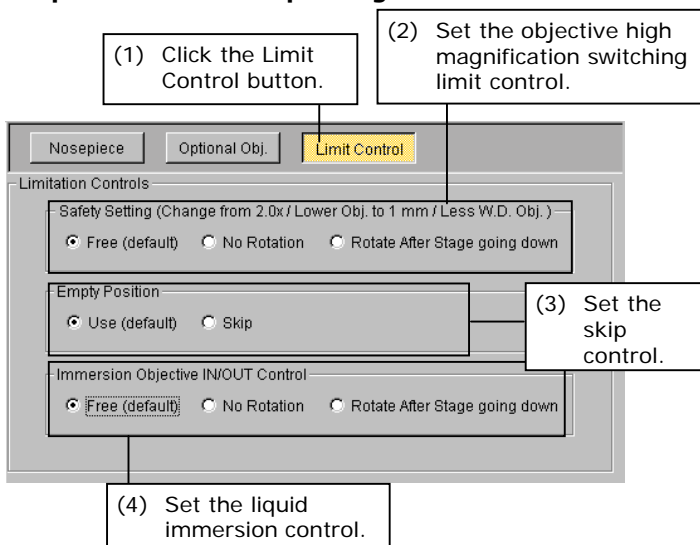 (2) Set the objective high
magnification switching
limit control.
(1) Click the Limit
Control button.
Nosepiece Optional Obj. Limit Control
Limitation Controls
Safety Setting (Change from 2.0x / Lower Obj. to 1 mm / Less W.D. Obj. )
Free (default) No Rotation Rotate After Stage going down
Empty Position
Use (default) Skip
(3) Set the
skip
control.
Immersion Objective IN/OUT Control
Free (default) No Rotation Rotate After Stage going down
(4) Set the liquid
immersion control.